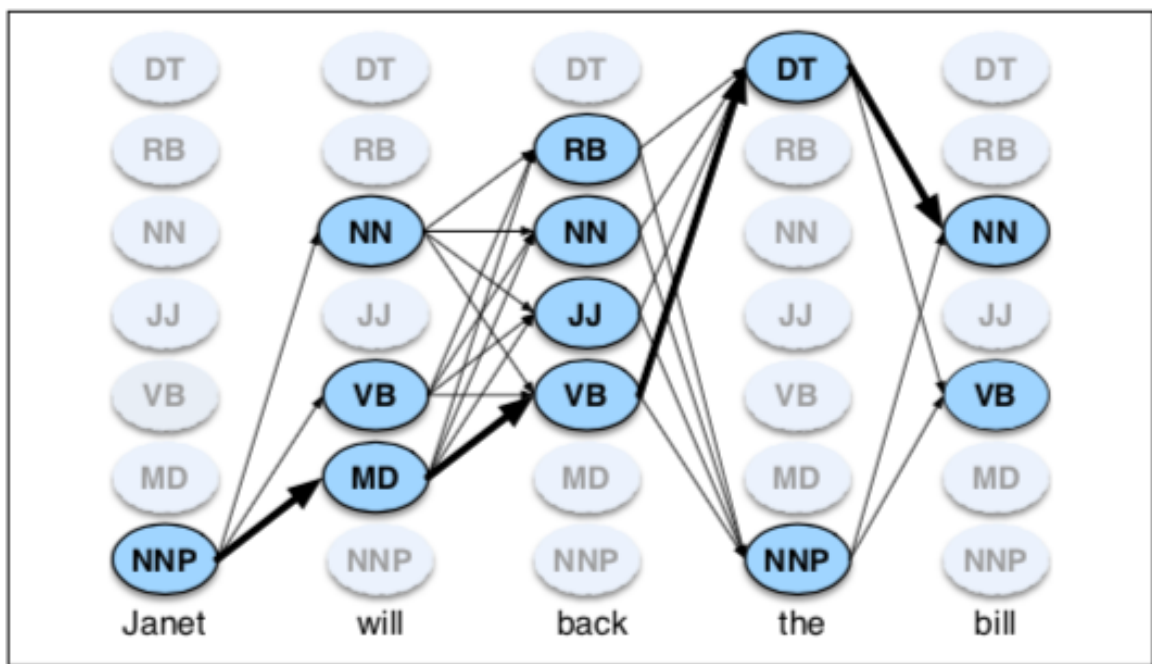 DT DT DT DT DT
RB RB RB RB RB
NN NN NN NN NN
JJ JJ JJ JJ JJ
VB VB VB VB VB
MD MD MD MD MD
NNP NNP NNP NNP NNP
Janet will back the bill